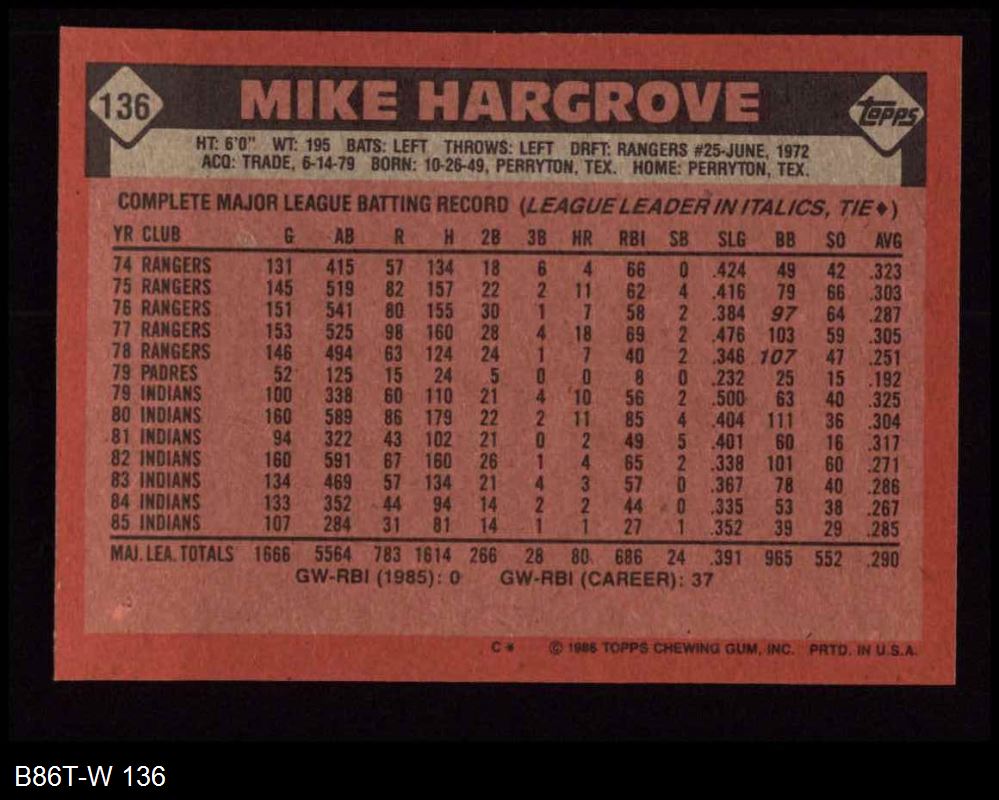 136 MIKE HARGROVE Topps
HT: 6'0" WT: 195 BATS: LEFT THROWS: LEFT DRFT: RANGERS #25-JUNE, 1972
ACQ: TRADE, 6-14-79 BORN: 10-26-49, PERRYTON, TEX. HOME: PERRYTON, TEX.
COMPLETE MAJOR LEAGUE BATTING RECORD (LEAGUE LEADER IN ITALICS, TIE♦)
YR CLUB G AB R H 2B 3B HR RBI SB SLG BB SO AVG
74 RANGERS 131 415 57 134 18 6 4 66 0 .424 49 42 .323
75 RANGERS 145 519 82 157 22 2 11 62 4 .416 79 66 .303
76 RANGERS 151 541 80 155 30 1 7 58 2 .384 97 64 .287
77 RANGERS 153 525 98 160 28 4 18 69 2 .476 103 59 .305
78 RANGERS 146 494 63 124 24 1 7 40 2 .346 107 47 .251
79 PADRES 52 125 15 24 5 0 0 8 0 .232 25 15 .192
79 INDIANS 100 338 60 110 21 4 10 56 2 .500 63 40 .325
80 INDIANS 160 589 86 179 22 2 11 85 4 .404 111 36 .304
81 INDIANS 94 322 43 102 21 0 2 49 5 .401 60 16 .317
82 INDIANS 160 591 67 160 26 1 4 65 2 .338 101 60 .271
83 INDIANS 134 469 57 134 21 4 3 57 0 .367 78 40 .286
84 INDIANS 133 352 44 94 14 2 2 44 0 .335 53 38 .267
85 INDIANS 107 284 31 81 14 1 1 27 1 .352 39 29 .285
MAJ. LEA. TOTALS 1666 5564 783 1614 266 28 80 686 24 .391 965 552 .290
GW-RBI (1985): 0 GW-RBI (CAREER): 37
C* © 1986 TOPPS CHEWING GUM, INC. PRTD. IN U.S.A.
B86T-W 136